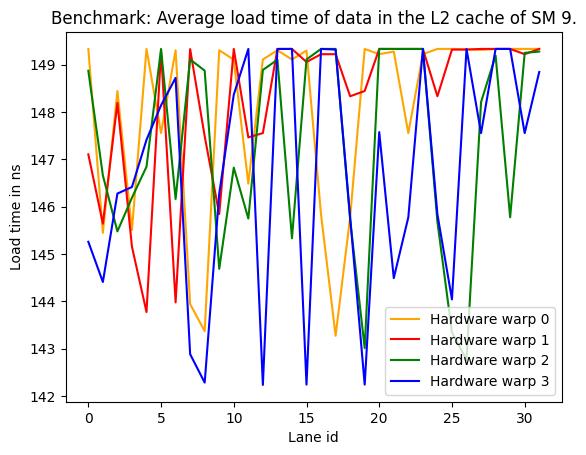 Benchmark: Average load time of data in the L2 cache of SM 9.
Load time in ns
149
148
147
146
145
144
143
142
0 5 10 15 20 25 30
Lane id
Hardware warp 0
Hardware warp 1
Hardware warp 2
Hardware warp 3